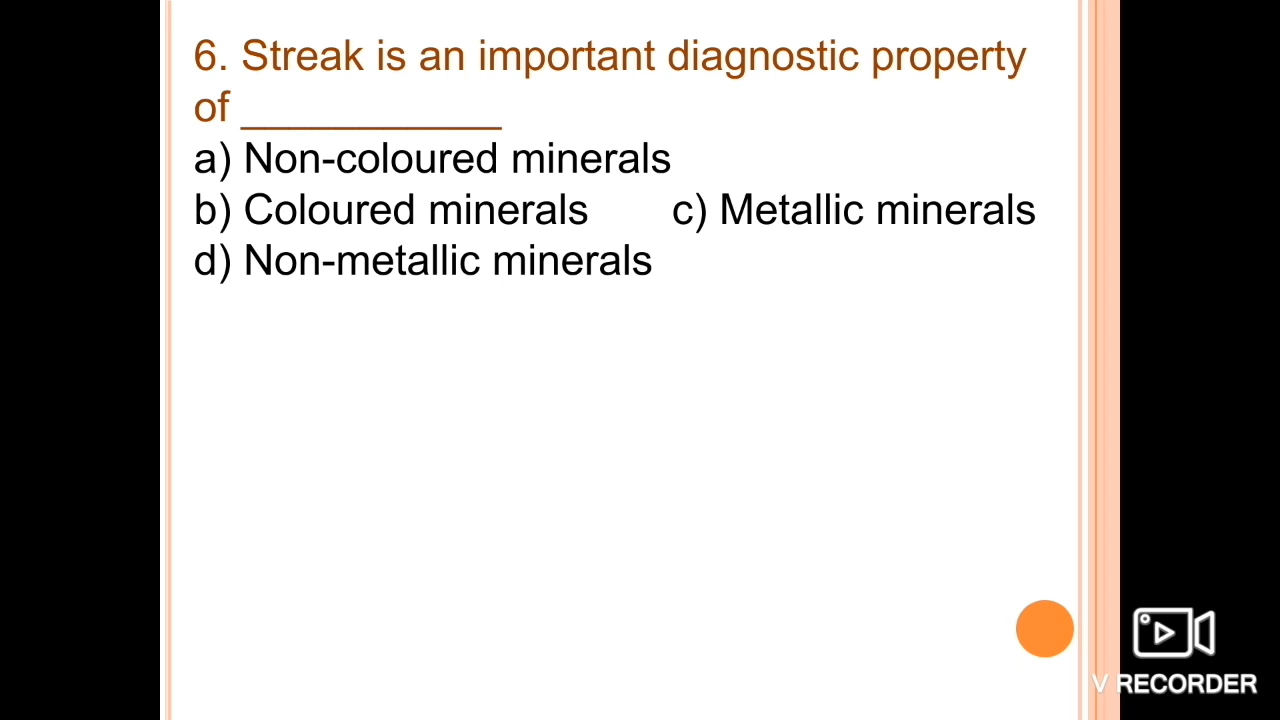 6. Streak is an important diagnostic property
of ___________
a) Non-coloured minerals
b) Coloured minerals c) Metallic minerals
d) Non-metallic minerals
V RECORDER